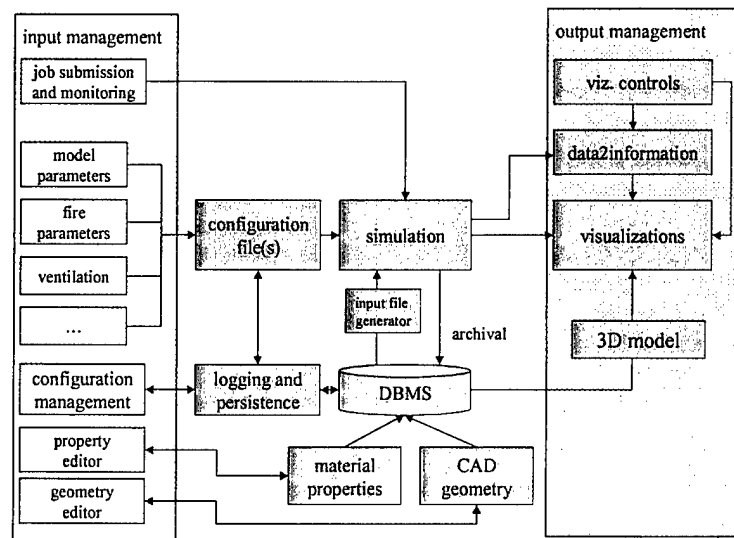 input management
job submission
and monitoring
model
parameters
fire
parameters
ventilation
...
configuration
management
property
editor
geometry
editor
configuration
file(s)
simulation
input file
generator
archival
logging and
persistence
DBMS
material
properties
CAD
geometry
output management
viz. controls
data2information
visualizations
3D model